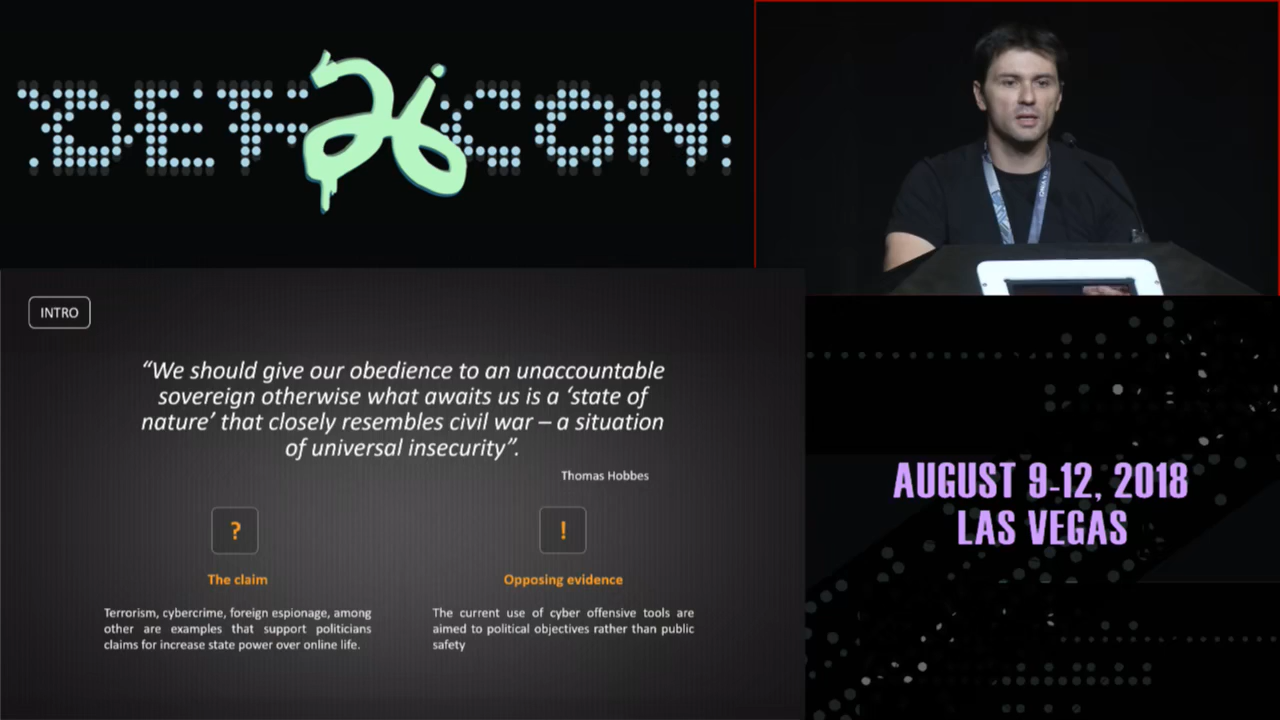 DEF 26 CON
INTRO
“We should give our obedience to an unaccountable
sovereign otherwise what awaits us is a ‘state of
nature’ that closely resembles civil war – a situation
of universal insecurity”.
Thomas Hobbes
?
The claim
Terrorism, cybercrime, foreign espionage, among
other are examples that support politicians
claims for increase state power over online life.
!
Opposing evidence
The current use of cyber offensive tools are
aimed to political objectives rather than public
safety
AUGUST 9-12, 2018
LAS VEGAS